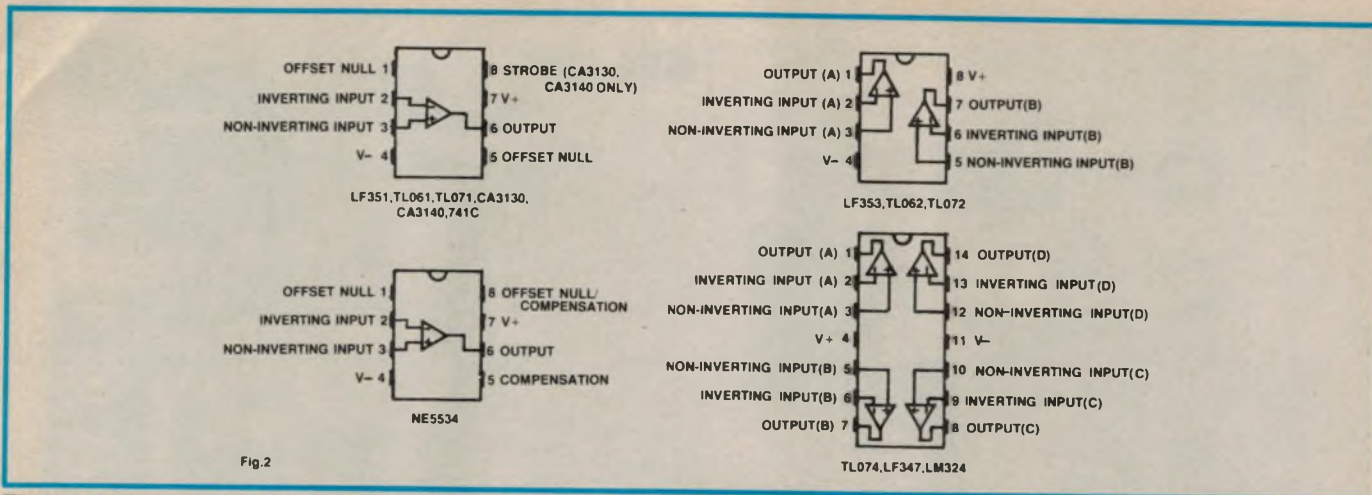 OFFSET NULL 1
INVERTING INPUT 2
NON-INVERTING INPUT 3
V– 4
8 STROBE (CA3130,
CA3140 ONLY)
7 V+
6 OUTPUT
5 OFFSET NULL
LF351,TL061,TL071,CA3130,
CA3140,741C
OUTPUT (A) 1
INVERTING INPUT (A) 2
NON-INVERTING INPUT (A) 3
V– 4
8 V+
7 OUTPUT(B)
6 INVERTING INPUT(B)
5 NON-INVERTING INPUT(B)
LF353,TL062,TL072
OFFSET NULL 1
INVERTING INPUT 2
NON-INVERTING INPUT 3
V– 4
8 OFFSET NULL/
COMPENSATION
7 V+
6 OUTPUT
5 COMPENSATION
NE5534
OUTPUT (A) 1
INVERTING INPUT (A) 2
NON-INVERTING INPUT(A) 3
V+ 4
NON-INVERTING INPUT(B) 5
INVERTING INPUT(B) 6
OUTPUT(B) 7
14 OUTPUT(D)
13 INVERTING INPUT(D)
12 NON-INVERTING INPUT(D)
11 V–
10 NON-INVERTING INPUT(C)
9 INVERTING INPUT(C)
8 OUTPUT(C)
TL074,LF347,LM324
Fig.2